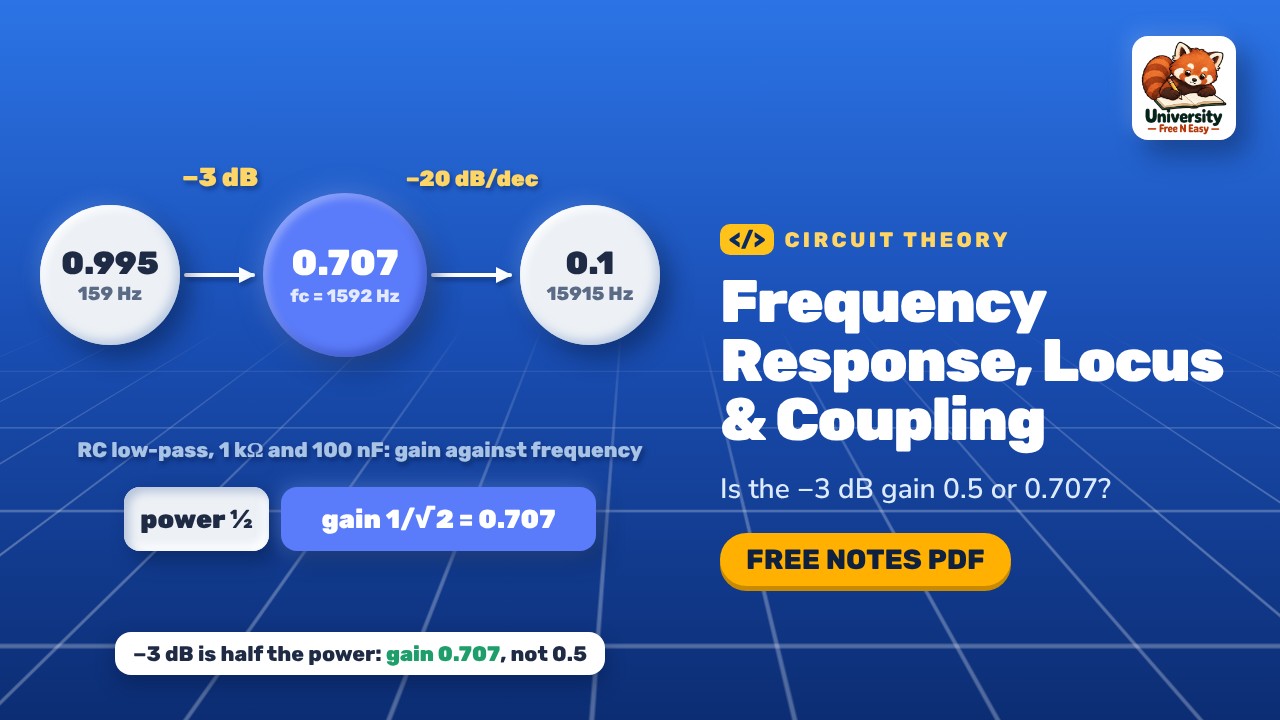 University
Free N Easy
−3 dB
−20 dB/dec
0.995
159 Hz
0.707
fc = 1592 Hz
0.1
15915 Hz
RC low-pass, 1 kΩ and 100 nF: gain against frequency
power ½
gain 1/√2 = 0.707
−3 dB is half the power: gain 0.707, not 0.5
</> CIRCUIT THEORY
Frequency
Response, Locus
& Coupling
Is the −3 dB gain 0.5 or 0.707?
FREE NOTES PDF